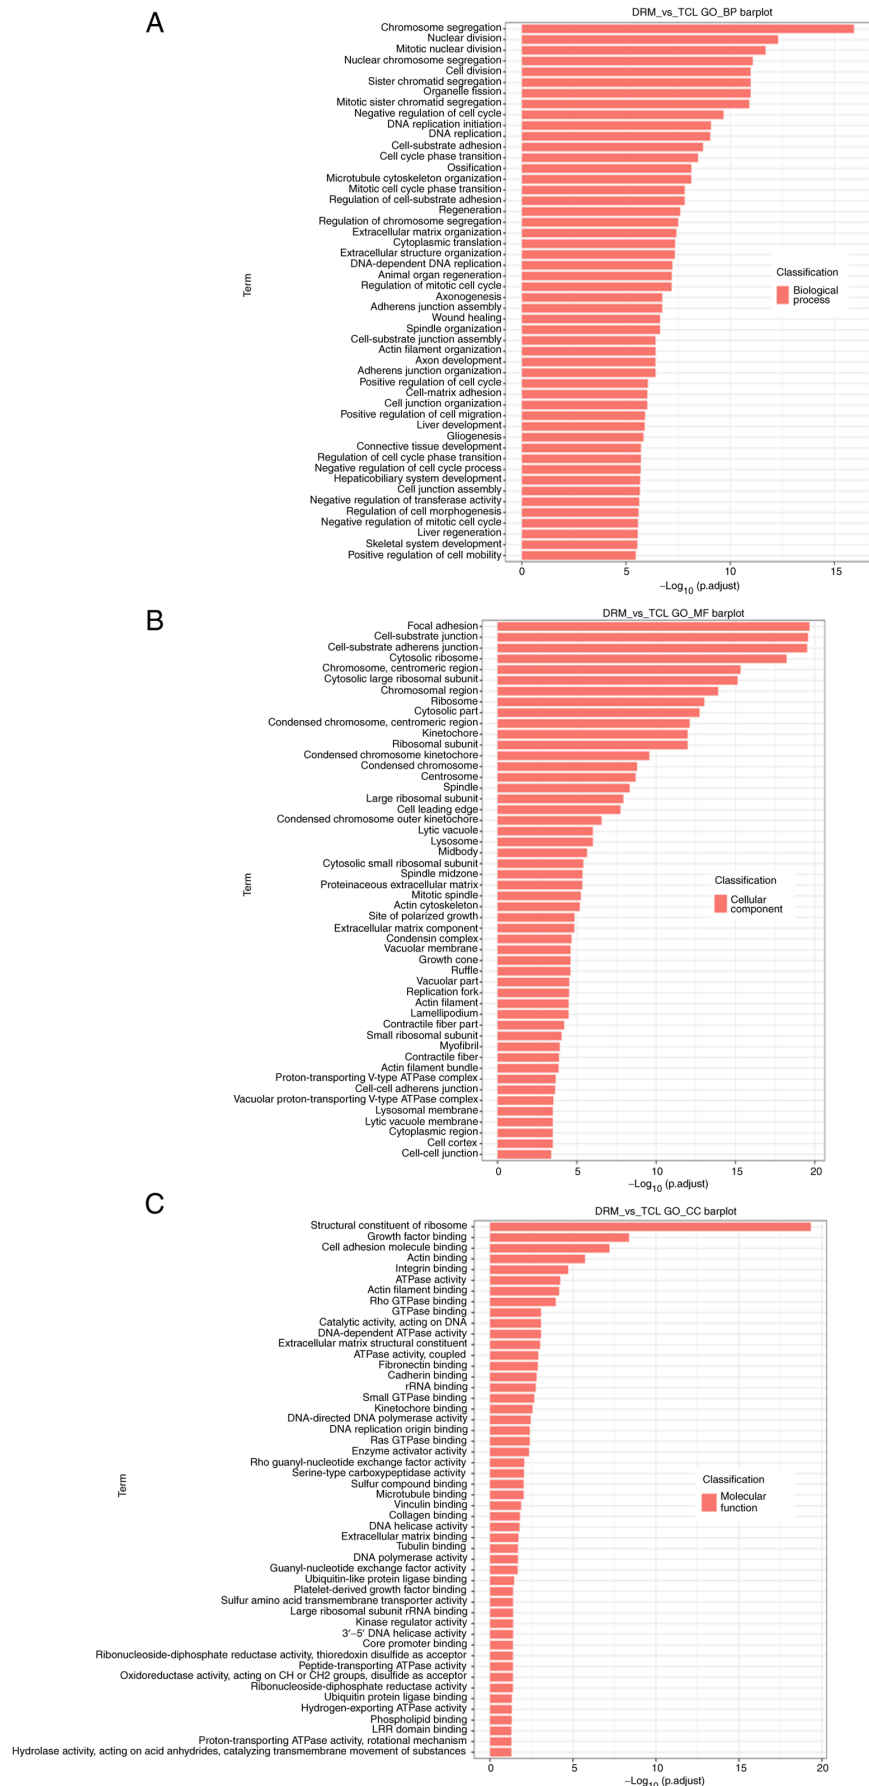 A
DRM_vs_TCL GO_BP barplot
Chromosome segregation
Nuclear division
Mitotic nuclear division
Nuclear chromosome segregation
Cell division
Sister chromatid segregation
Organelle fission
Mitotic sister chromatid segregation
Negative regulation of cell cycle
DNA replication initiation
DNA replication
Cell-substrate adhesion
Cell cycle phase transition
Ossification
Microtubule cytoskeleton organization
Mitotic cell cycle phase transition
Regulation of cell-substrate adhesion
Regeneration
Regulation of chromosome segregation
Extracellular matrix organization
Cytoplasmic translation
Extracellular structure organization
DNA-dependent DNA replication
Animal organ regeneration
Regulation of mitotic cell cycle
Axonogenesis
Adherens junction assembly
Wound healing
Spindle organization
Cell-substrate junction assembly
Actin filament organization
Axon development
Adherens junction organization
Positive regulation of cell cycle
Cell-matrix adhesion
Cell junction organization
Positive regulation of cell migration
Liver development
Gliogenesis
Connective tissue development
Regulation of cell cycle phase transition
Negative regulation of cell cycle process
Hepaticobiliary system development
Cell junction assembly
Negative regulation of transferase activity
Regulation of cell morphogenesis
Negative regulation of mitotic cell cycle
Liver regeneration
Skeletal system development
Positive regulation of cell mobility
Term
Classification
Biological
process
0 5 10 15
−Log10 (p.adjust)
B
DRM_vs_TCL GO_MF barplot
Focal adhesion
Cell-substrate junction
Cell-substrate adherens junction
Cytosolic ribosome
Chromosome, centromeric region
Cytosolic large ribosomal subunit
Chromosomal region
Ribosome
Cytosolic part
Condensed chromosome, centromeric region
Kinetochore
Ribosomal subunit
Condensed chromosome kinetochore
Condensed chromosome
Centrosome
Spindle
Large ribosomal subunit
Cell leading edge
Condensed chromosome outer kinetochore
Lytic vacuole
Lysosome
Midbody
Cytosolic small ribosomal subunit
Spindle midzone
Proteinaceous extracellular matrix
Mitotic spindle
Actin cytoskeleton
Site of polarized growth
Extracellular matrix component
Condensin complex
Vacuolar membrane
Growth cone
Ruffle
Vacuolar part
Replication fork
Actin filament
Lamellipodium
Contractile fiber part
Small ribosomal subunit
Myofibril
Contractile fiber
Actin filament bundle
Proton-transporting V-type ATPase complex
Cell-cell adherens junction
Vacuolar proton-transporting V-type ATPase complex
Lysosomal membrane
Lytic vacuole membrane
Cytoplasmic region
Cell cortex
Cell-cell junction
Term
Classification
Cellular
component
0 5 10 15 20
−Log10 (p.adjust)
C
DRM_vs_TCL GO_CC barplot
Structural constituent of ribosome
Growth factor binding
Cell adhesion molecule binding
Actin binding
Integrin binding
ATPase activity
Actin filament binding
Rho GTPase binding
GTPase binding
Catalytic activity, acting on DNA
DNA-dependent ATPase activity
Extracellular matrix structural constituent
ATPase activity, coupled
Fibronectin binding
Cadherin binding
rRNA binding
Small GTPase binding
Kinetochore binding
DNA-directed DNA polymerase activity
DNA replication origin binding
Ras GTPase binding
Enzyme activator activity
Rho guanyl-nucleotide exchange factor activity
Serine-type carboxypeptidase activity
Sulfur compound binding
Microtubule binding
Vinculin binding
Collagen binding
DNA helicase activity
Extracellular matrix binding
Tubulin binding
DNA polymerase activity
Guanyl-nucleotide exchange factor activity
Ubiquitin-like protein ligase binding
Platelet-derived growth factor binding
Sulfur amino acid transmembrane transporter activity
Large ribosomal subunit rRNA binding
Kinase regulator activity
3′−5′ DNA helicase activity
Core promoter binding
Ribonucleoside-diphosphate reductase activity, thioredoxin disulfide as acceptor
Peptide-transporting ATPase activity
Oxidoreductase activity, acting on CH or CH2 groups, disulfide as acceptor
Ribonucleoside-diphosphate reductase activity
Ubiquitin protein ligase binding
Hydrogen-exporting ATPase activity
Phospholipid binding
LRR domain binding
Proton-transporting ATPase activity, rotational mechanism
Hydrolase activity, acting on acid anhydrides, catalyzing transmembrane movement of substances
Term
Classification
Molecular
function
0 5 10 15 20
−Log10 (p.adjust)